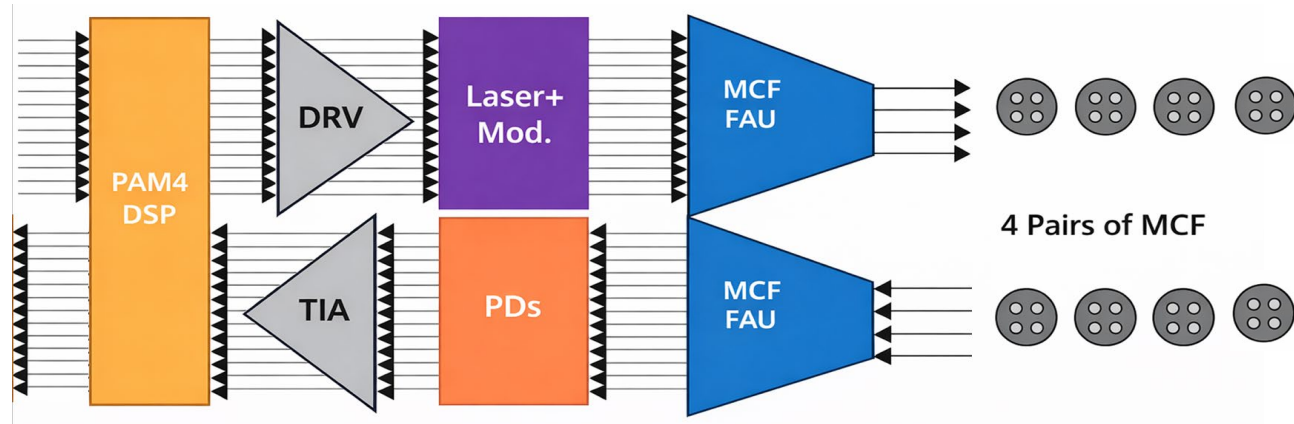 PAM4
DSP
DRV
Laser+
Mod.
MCF
FAU
TIA
PDs
MCF
FAU
4 Pairs of MCF